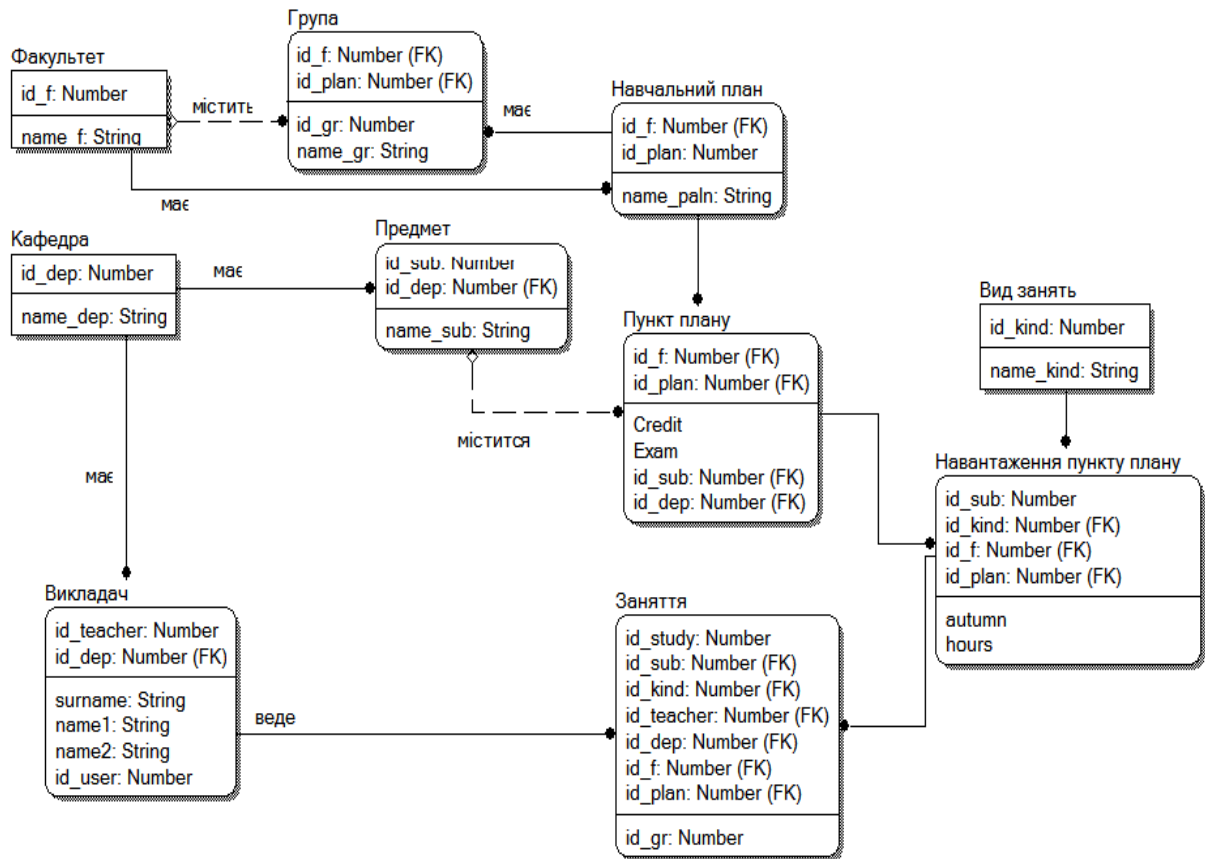 Група
id_f: Number (FK)
id_plan: Number (FK)
id_gr: Number
name_gr: String
Факультет
id_f: Number
name_f: String
містить
має
Навчальний план
id_f: Number (FK)
id_plan: Number
name_paln: String
має
Кафедра
id_dep: Number
name_dep: String
має
Предмет
id_sub: Number
id_dep: Number (FK)
name_sub: String
містится
Пункт плану
id_f: Number (FK)
id_plan: Number (FK)
Credit
Exam
id_sub: Number (FK)
id_dep: Number (FK)
Вид занять
id_kind: Number
name_kind: String
Навантаження пункту плану
id_sub: Number
id_kind: Number (FK)
id_f: Number (FK)
id_plan: Number (FK)
autumn
hours
має
Викладач
id_teacher: Number
id_dep: Number (FK)
surname: String
name1: String
name2: String
id_user: Number
веде
Заняття
id_study: Number
id_sub: Number (FK)
id_kind: Number (FK)
id_teacher: Number (FK)
id_dep: Number (FK)
id_f: Number (FK)
id_plan: Number (FK)
id_gr: Number